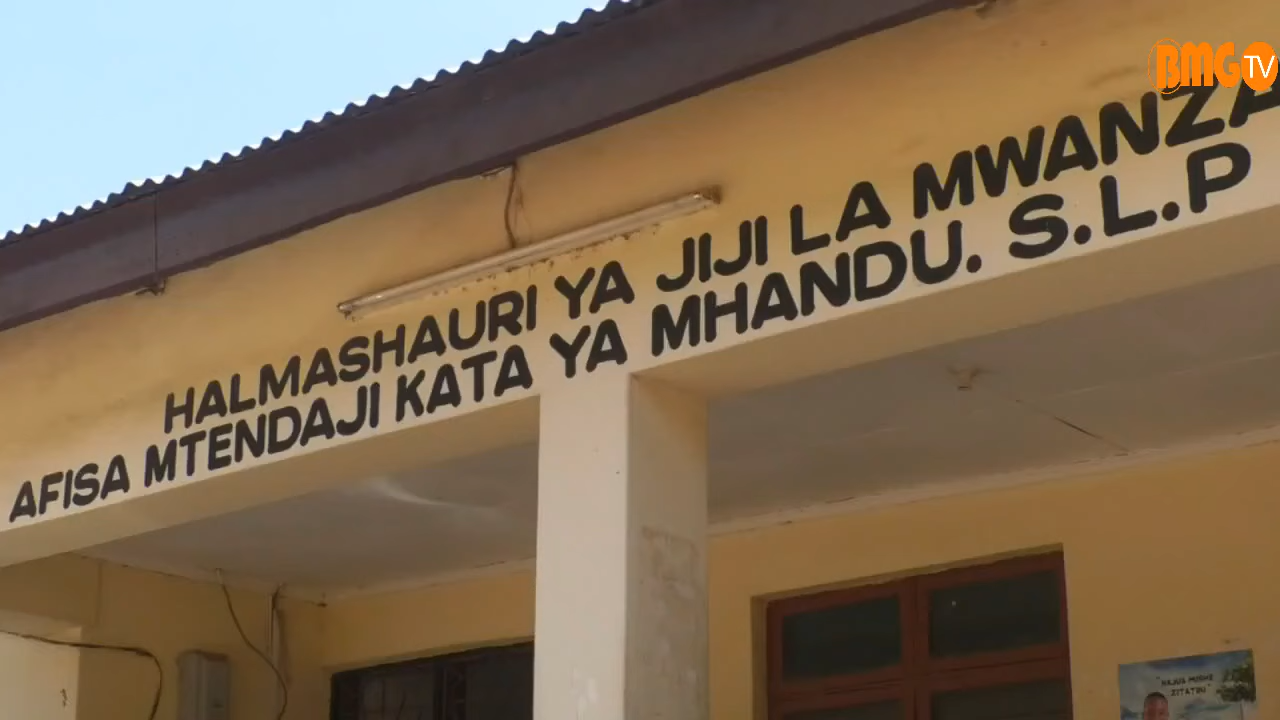 BMG TV
HALMASHAURI YA JIJI LA MWANZA
AFISA MTENDAJI KATA YA MHANDU. S.L.P